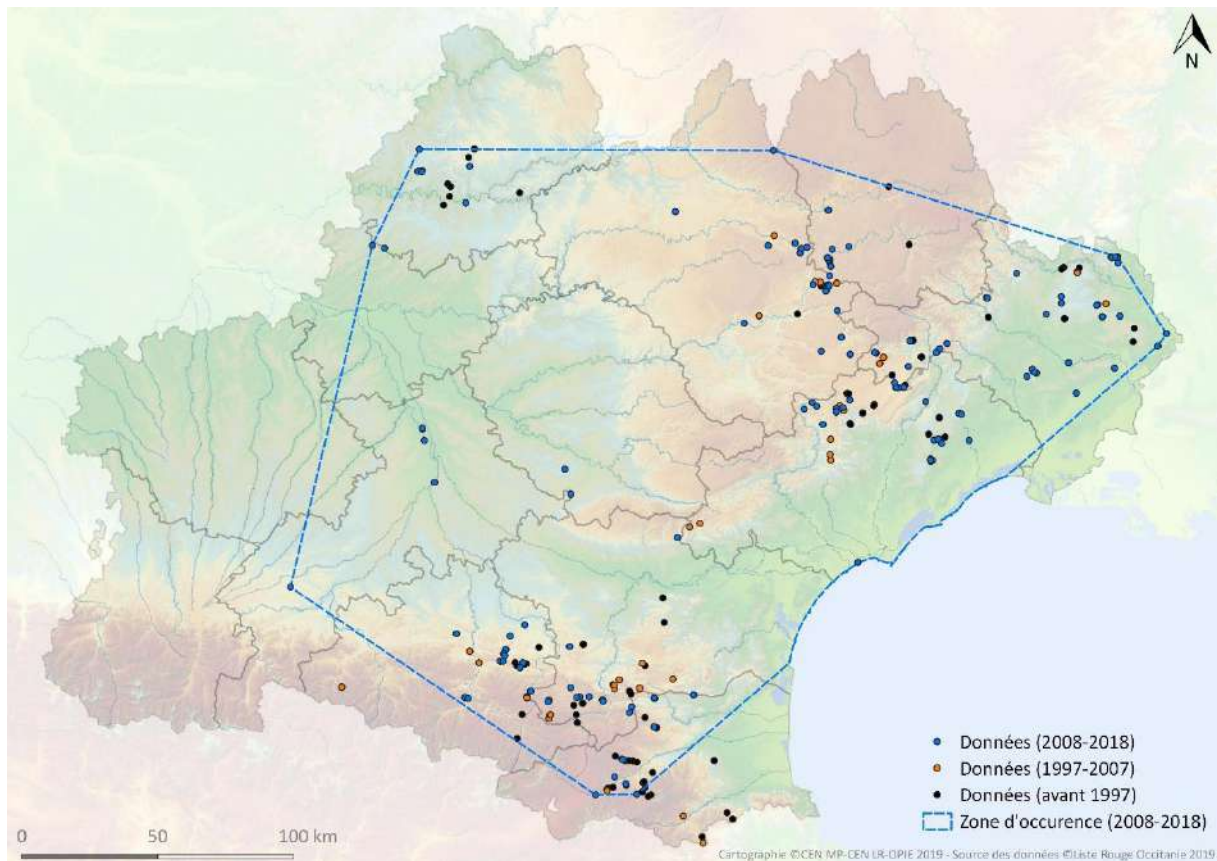 N
Données (2008-2018)
Données (1997-2007)
Données (avant 1997)
Zone d'occurence (2008-2018)
0 50 100 km
Cartographie ©CEN MP-CEN LR-OPIE 2019 - Source des données ©Liste Rouge Occitanie 2019